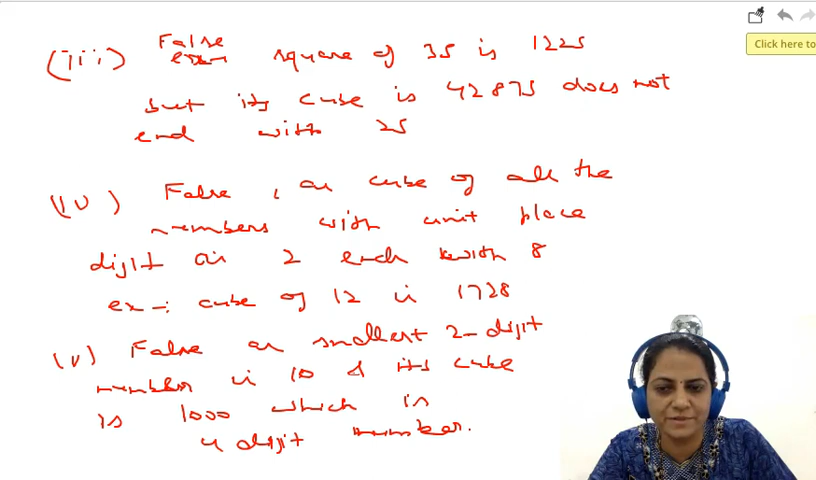 Click here to
(iii) False
ex:- square of 35 is 1225
but its cube is 42875 does not
end with 25
(iv) False, as cube of all the
numbers with unit place
digit as 2 ends with 8
ex-: cube of 12 is 1728
(v) False as smallest 2-digit
number is 10 & its cube
is 1000 which is
4 digit number.